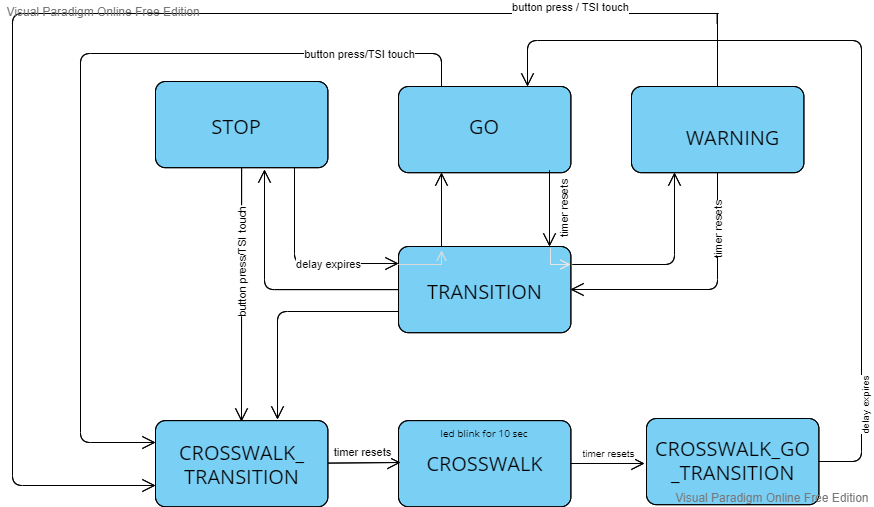 Visual Paradigm Online Free Edition
button press / TSI touch
button press/TSI touch
STOP
GO
WARNING
timer resets
timer resets
button press/TSI touch
delay expires
TRANSITION
delay expires
led blink for 10 sec
CROSSWALK_
TRANSITION
timer resets
CROSSWALK
timer resets
CROSSWALK_GO
_TRANSITION
Visual Paradigm Online Free Edition